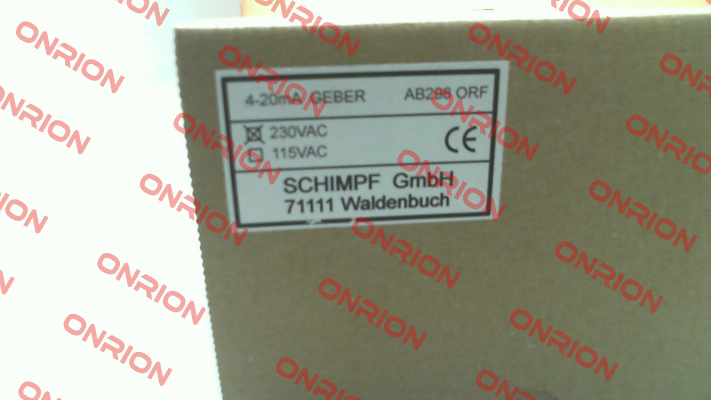 4-20mA GEBER AB298 ORF
☒ 230VAC
☐ 115VAC
CE
SCHIMPF GmbH
71111 Waldenbuch
ONRION